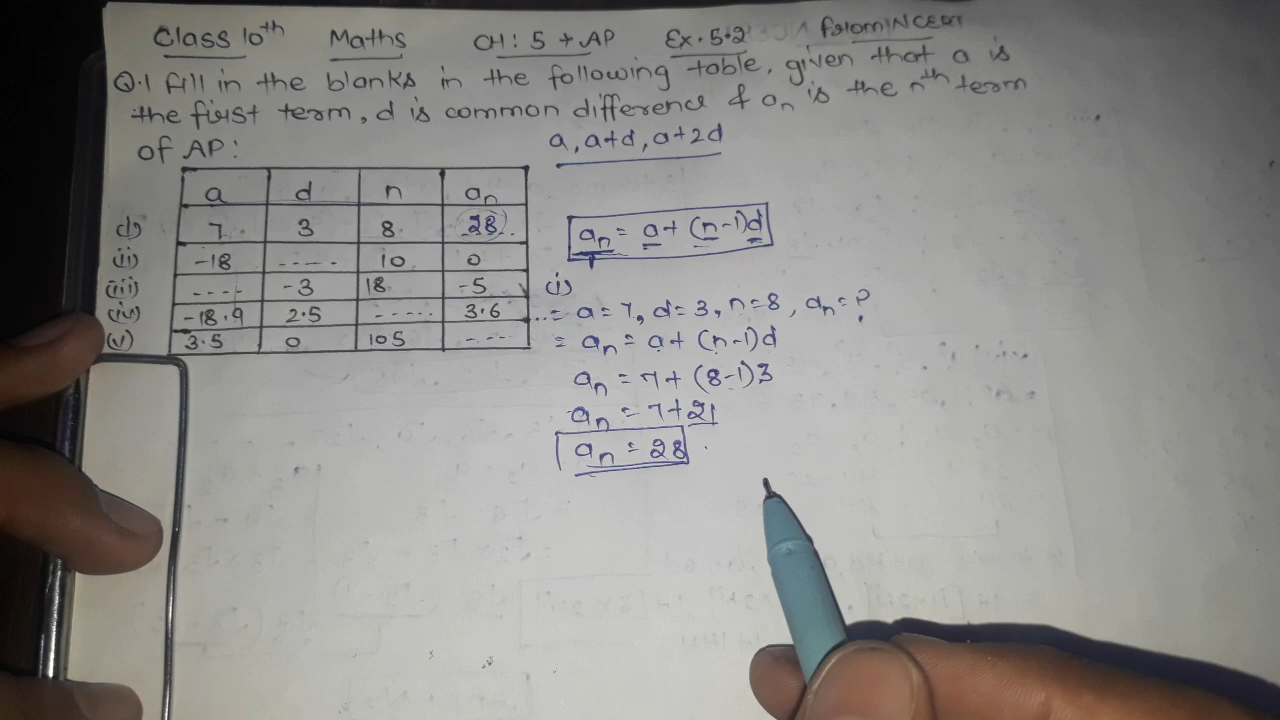 Class 10th Maths CH: 5 + AP Ex. 5.2 from NCERT
Q.1 Fill in the blanks in the following table, given that a is
the first term, d is common difference & an is the nth term
of AP:
a, a+d, a+2d
a d n an
(i) 7 3 8 28
(ii) -18 ..... 10 0
(iii) .... -3 18 -5
(iv) -18.9 2.5 ..... 3.6
(v) 3.5 0 105 ....
an = a + (n-1)d
(i)
= a = 7, d = 3, n = 8, an = ?
= an = a + (n-1)d
an = 7 + (8-1)3
an = 7 + 21
an = 28